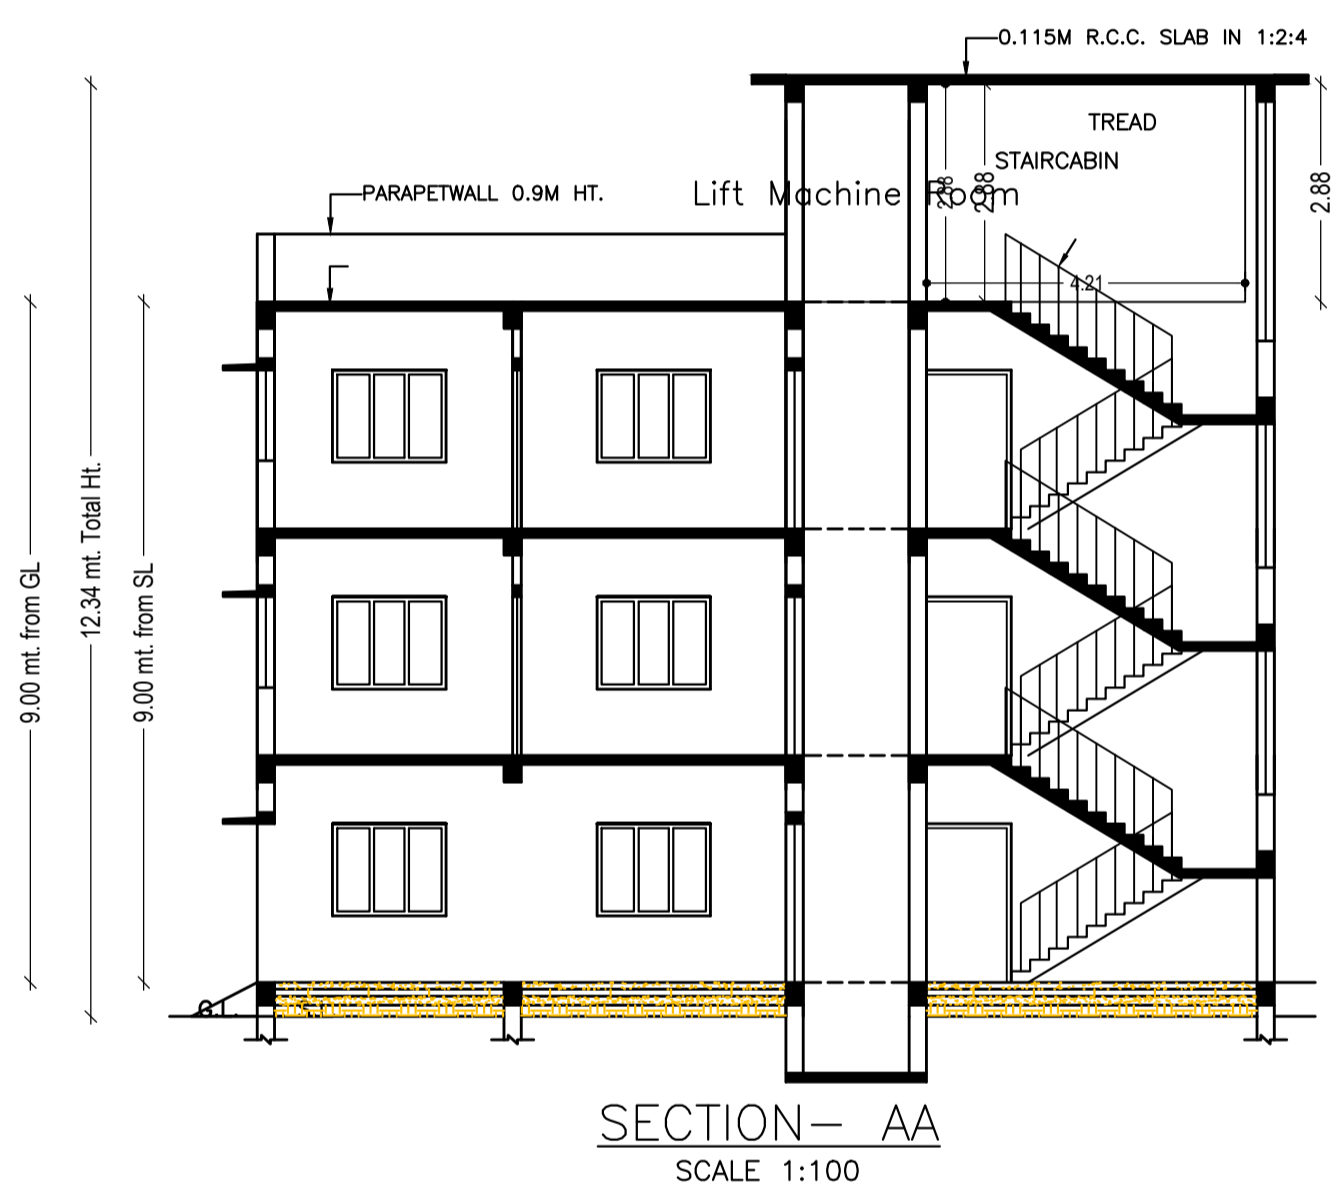 0.115M R.C.C. SLAB IN 1:2:4
TREAD
STAIRCABIN
PARAPETWALL 0.9M HT.
Lift Machine Room
2.88
2.88
2.88
4.21
9.00 mt. from GL
12.34 mt. Total Ht.
9.00 mt. from SL
G.L.
SECTION- AA
SCALE 1:100